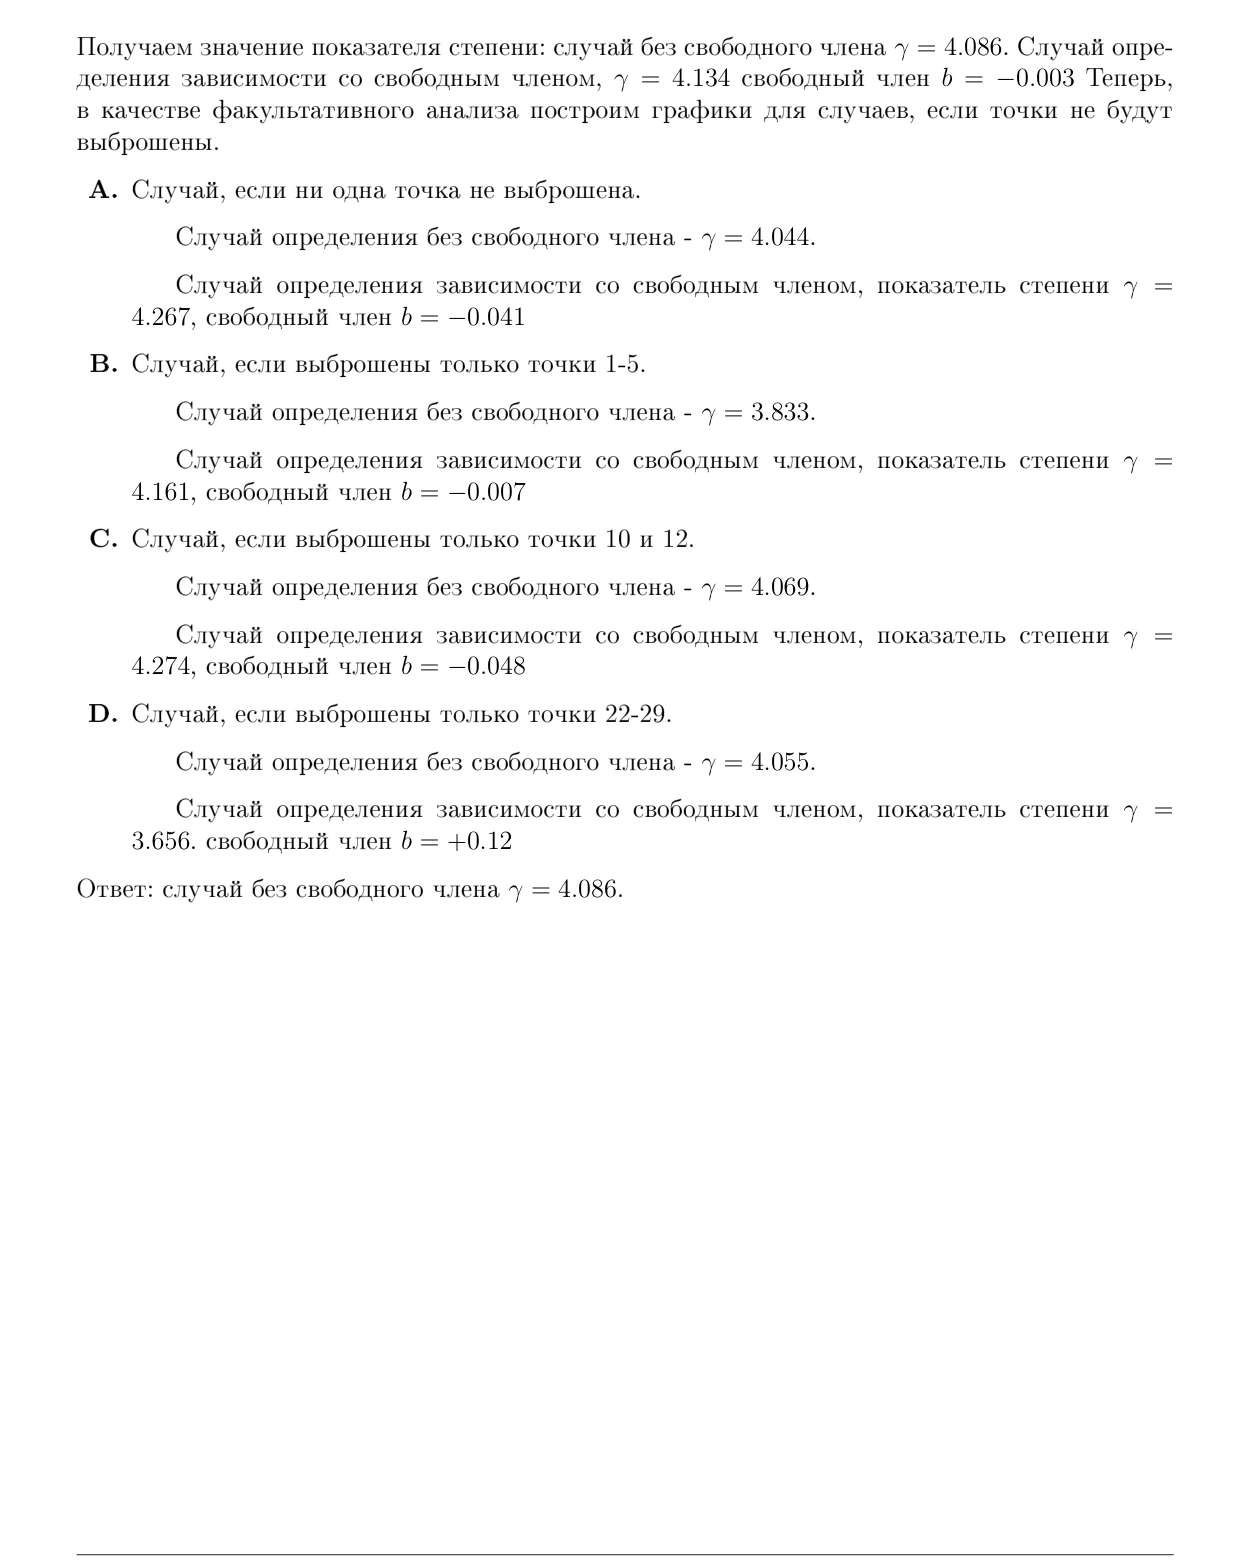 Получаем значение показателя степени: случай без свободного члена γ = 4.086. Случай опре-
деления зависимости со свободным членом, γ = 4.134 свободный член b = −0.003 Теперь,
в качестве факультативного анализа построим графики для случаев, если точки не будут
выброшены.
A. Случай, если ни одна точка не выброшена.
Случай определения без свободного члена - γ = 4.044.
Случай определения зависимости со свободным членом, показатель степени γ =
4.267, свободный член b = −0.041
B. Случай, если выброшены только точки 1-5.
Случай определения без свободного члена - γ = 3.833.
Случай определения зависимости со свободным членом, показатель степени γ =
4.161, свободный член b = −0.007
C. Случай, если выброшены только точки 10 и 12.
Случай определения без свободного члена - γ = 4.069.
Случай определения зависимости со свободным членом, показатель степени γ =
4.274, свободный член b = −0.048
D. Случай, если выброшены только точки 22-29.
Случай определения без свободного члена - γ = 4.055.
Случай определения зависимости со свободным членом, показатель степени γ =
3.656. свободный член b = +0.12
Ответ: случай без свободного члена γ = 4.086.